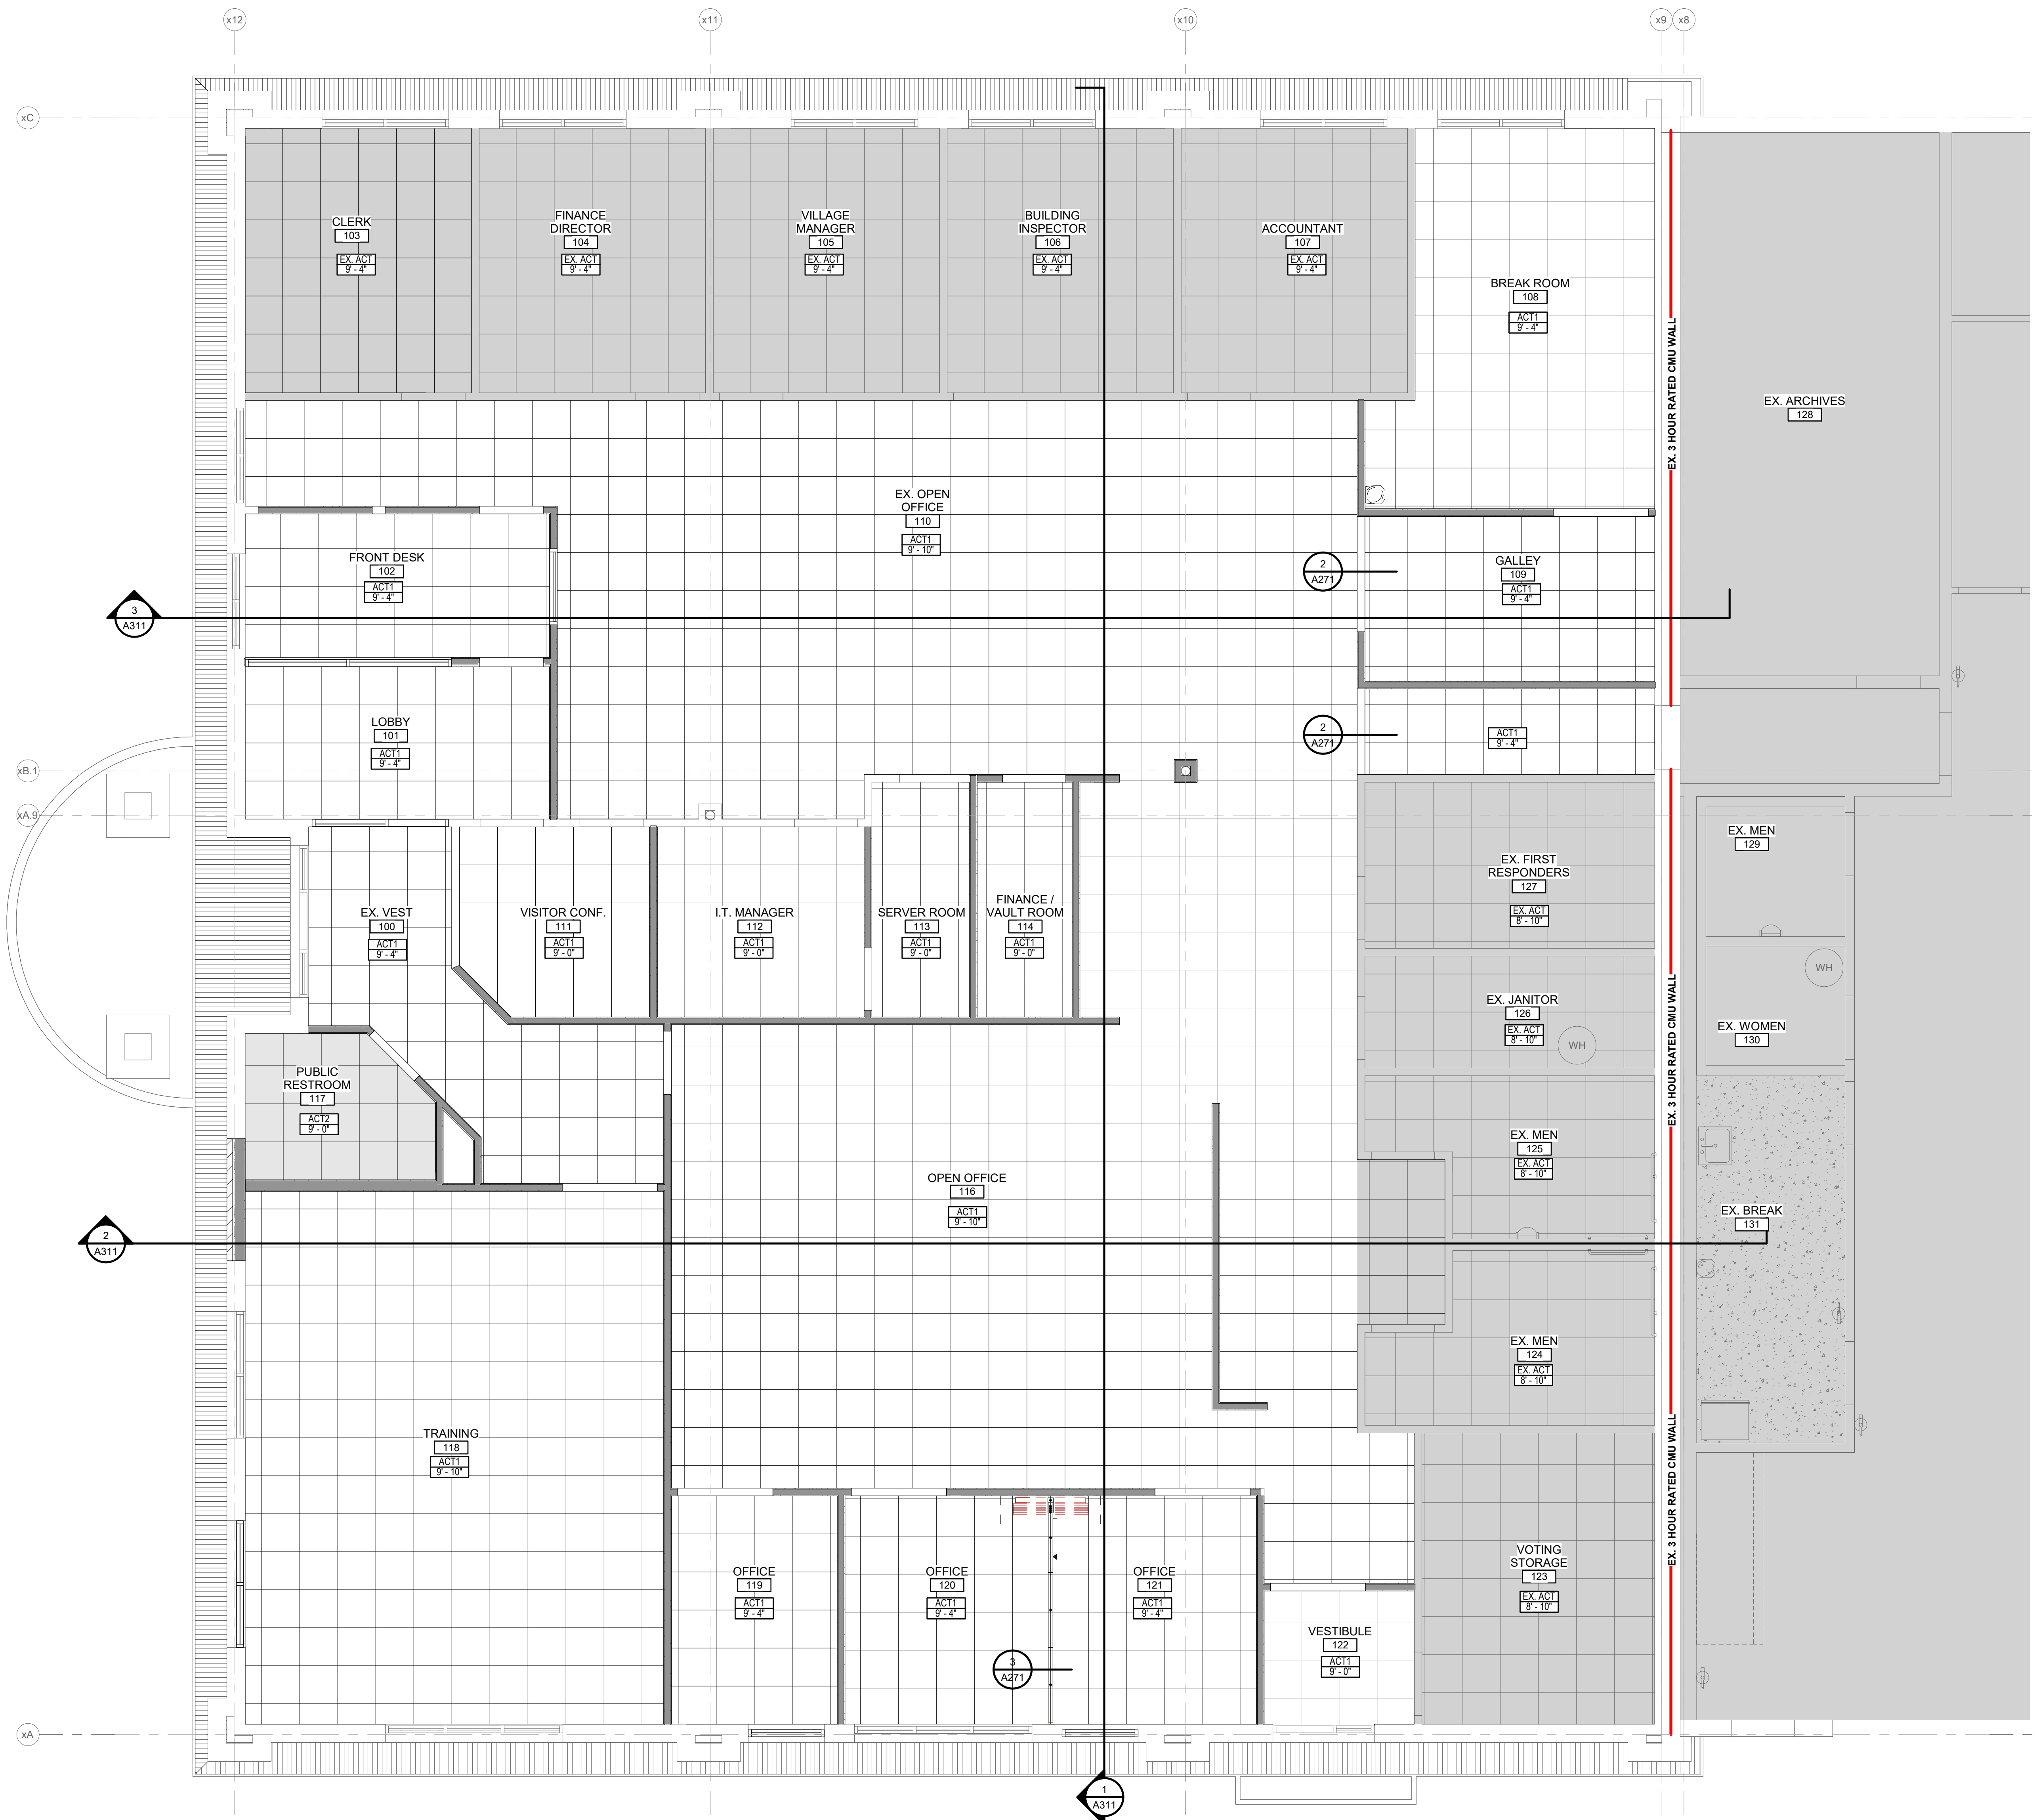 x12
x11
x10
x9
x8
xC
CLERK
103
EX. ACT
9' - 4"
FINANCE
DIRECTOR
104
EX. ACT
9' - 4"
VILLAGE
MANAGER
105
EX. ACT
9' - 4"
BUILDING
INSPECTOR
106
EX. ACT
9' - 4"
ACCOUNTANT
107
EX. ACT
9' - 4"
BREAK ROOM
108
ACT1
9' - 4"
EX. 3 HOUR RATED CMU WALL
EX. ARCHIVES
128
EX. OPEN
OFFICE
110
ACT1
9' - 10"
FRONT DESK
102
ACT1
9' - 4"
2
A271
GALLEY
109
ACT1
9' - 4"
3
A311
LOBBY
101
ACT1
9' - 4"
2
A271
ACT1
9' - 4"
xB.1
xA.9
EX. MEN
129
EX. FIRST
RESPONDERS
127
EX. ACT
8' - 10"
EX. VEST
100
ACT1
9' - 4"
VISITOR CONF.
111
ACT1
9' - 0"
I.T. MANAGER
112
ACT1
9' - 0"
SERVER ROOM
113
ACT1
9' - 0"
FINANCE /
VAULT ROOM
114
ACT1
9' - 0"
WH
EX. JANITOR
126
EX. ACT
8' - 10"
WH
EX. 3 HOUR RATED CMU WALL
EX. WOMEN
130
PUBLIC
RESTROOM
117
ACT2
9' - 0"
EX. MEN
125
EX. ACT
8' - 10"
OPEN OFFICE
116
ACT1
9' - 10"
EX. BREAK
131
2
A311
EX. MEN
124
EX. ACT
8' - 10"
TRAINING
118
ACT1
9' - 10"
EX. 3 HOUR RATED CMU WALL
OFFICE
119
ACT1
9' - 4"
OFFICE
120
ACT1
9' - 4"
OFFICE
121
ACT1
9' - 4"
VOTING
STORAGE
123
EX. ACT
8' - 10"
VESTIBULE
122
ACT1
9' - 0"
3
A271
xA
1
A311